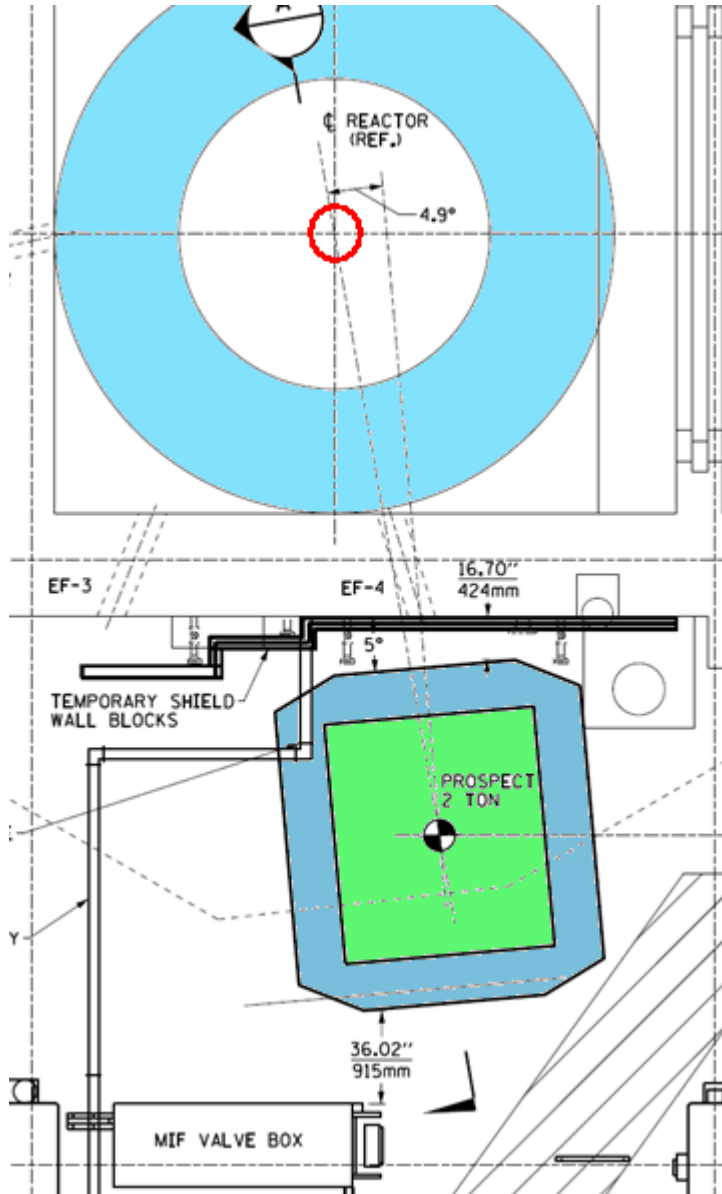 A
℄ REACTOR
(REF.)
4.9°
EF-3
EF-4
16.70''
424mm
5°
TEMPORARY SHIELD
WALL BLOCKS
PROSPECT
2 TON
Y
36.02''
915mm
MIF VALVE BOX